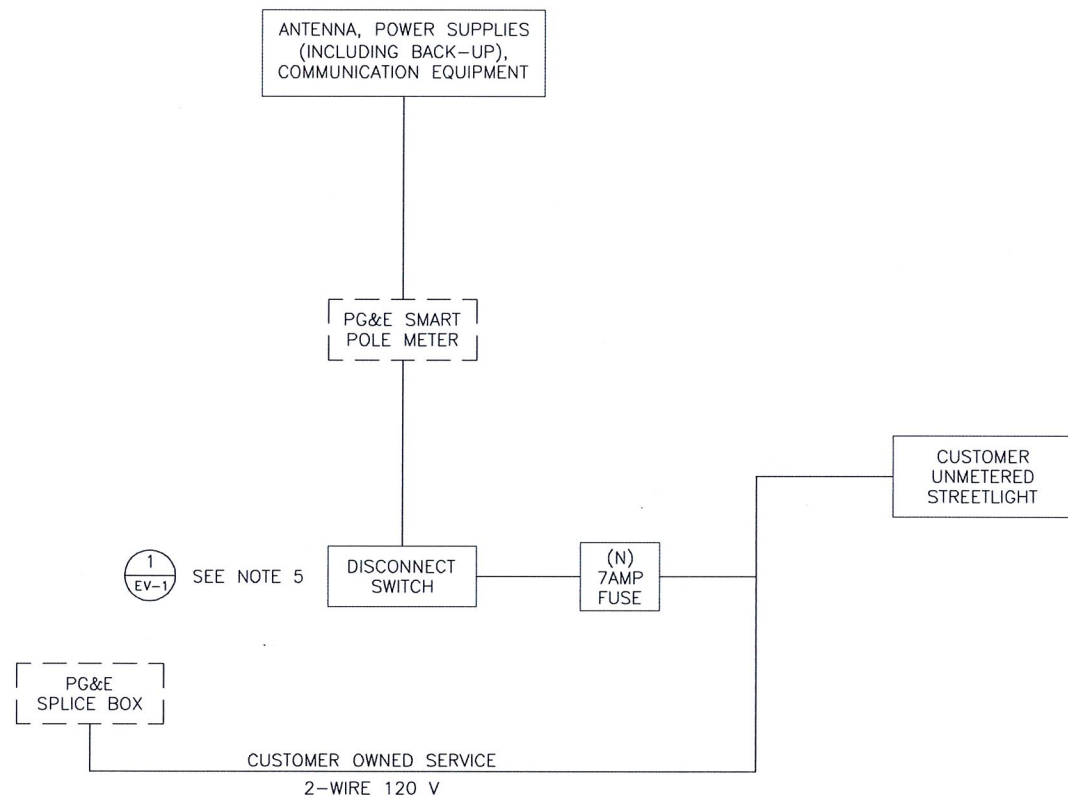 ANTENNA, POWER SUPPLIES
(INCLUDING BACK-UP),
COMMUNICATION EQUIPMENT
PG&E SMART
POLE METER
CUSTOMER
UNMETERED
STREETLIGHT
1
EV-1
SEE NOTE 5
DISCONNECT
SWITCH
(N)
7AMP
FUSE
PG&E
SPLICE BOX
CUSTOMER OWNED SERVICE
2-WIRE 120 V